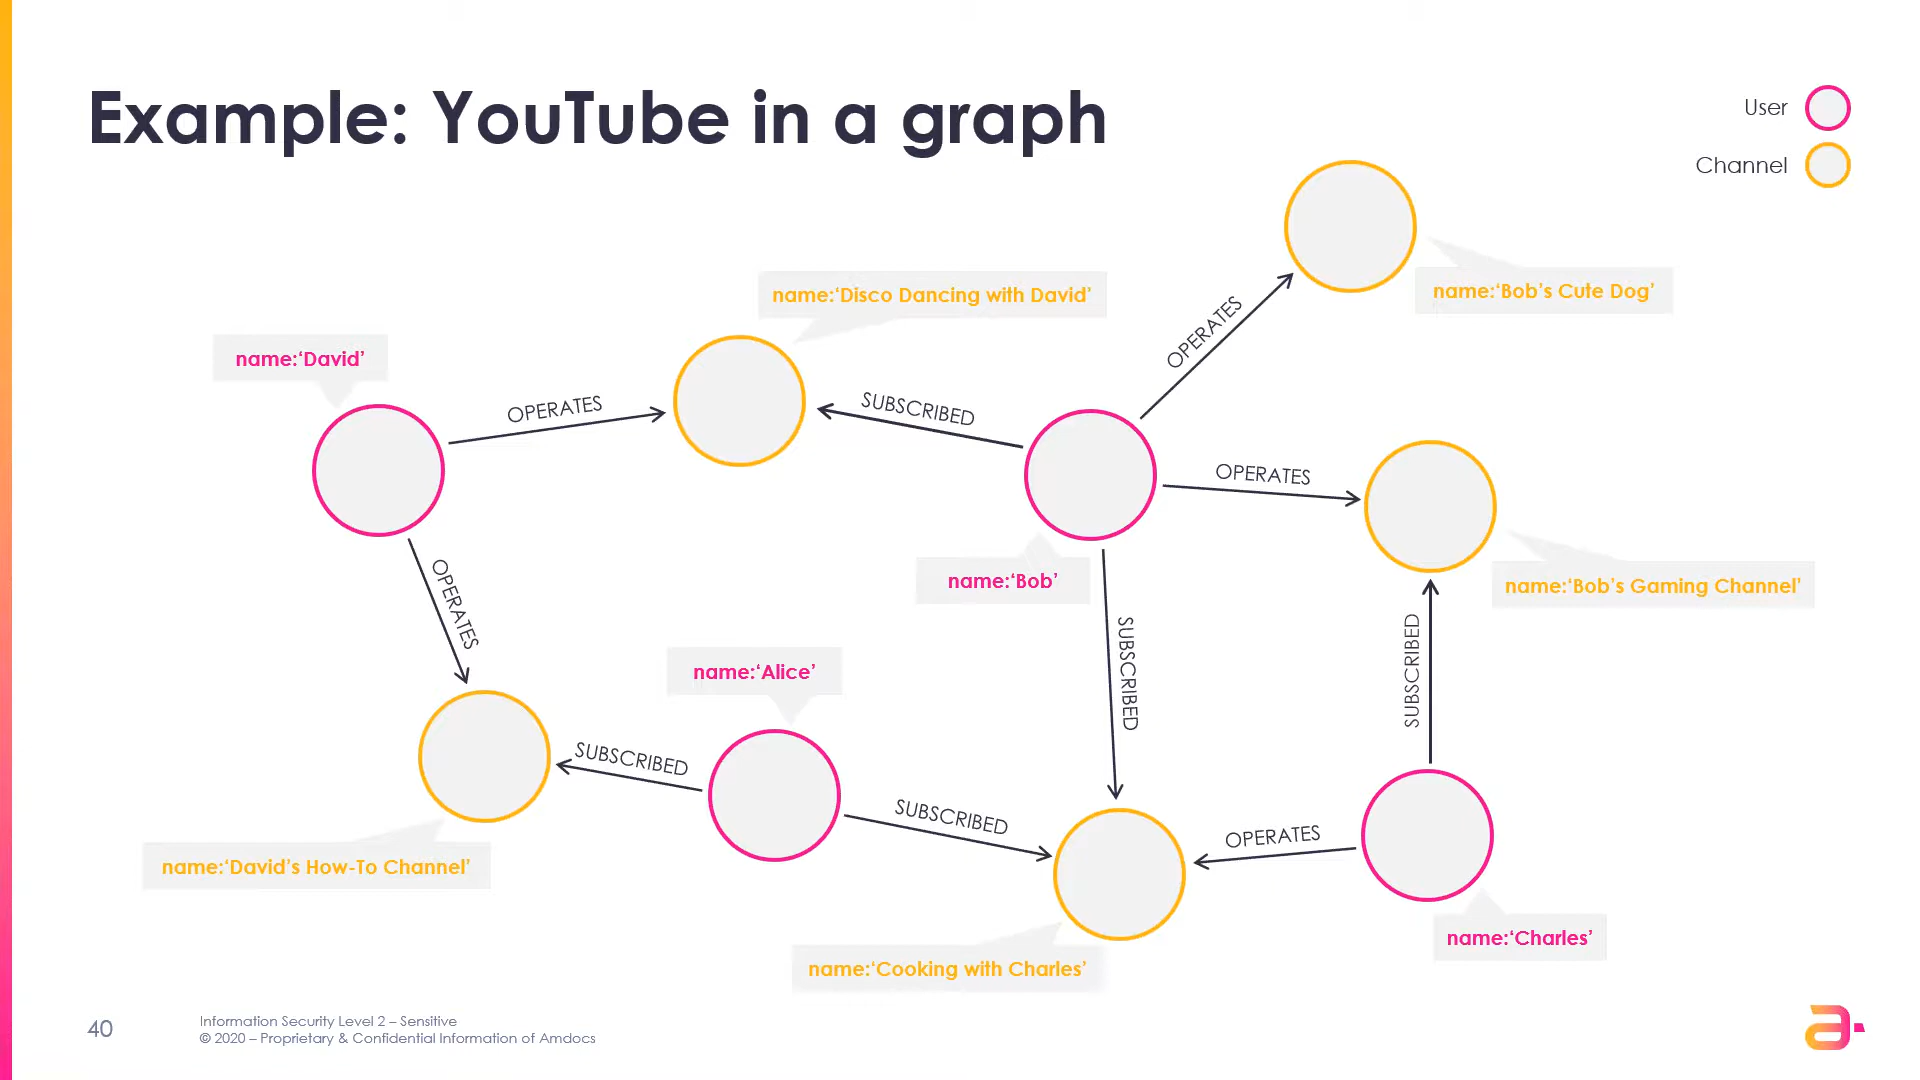 Example: YouTube in a graph
User
Channel
name:‘Bob’s Cute Dog’
name:‘Disco Dancing with David’
OPERATES
name:‘David’
OPERATES
SUBSCRIBED
OPERATES
name:‘Bob’
name:‘Bob’s Gaming Channel’
OPERATES
SUBSCRIBED
SUBSCRIBED
name:‘Alice’
SUBSCRIBED
SUBSCRIBED
OPERATES
name:‘David’s How-To Channel’
name:‘Charles’
name:‘Cooking with Charles’
40
Information Security Level 2 – Sensitive
© 2020 – Proprietary & Confidential Information of Amdocs